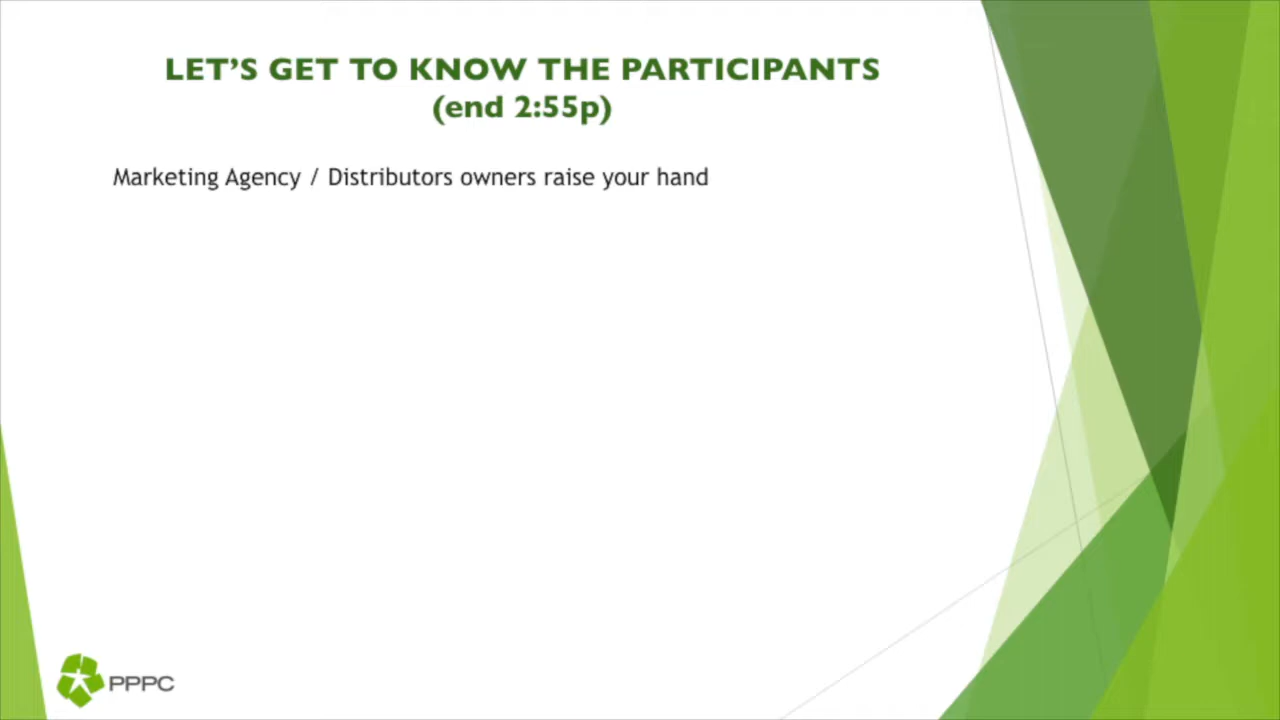 LET’S GET TO KNOW THE PARTICIPANTS
(end 2:55p)
Marketing Agency / Distributors owners raise your hand
PPPC